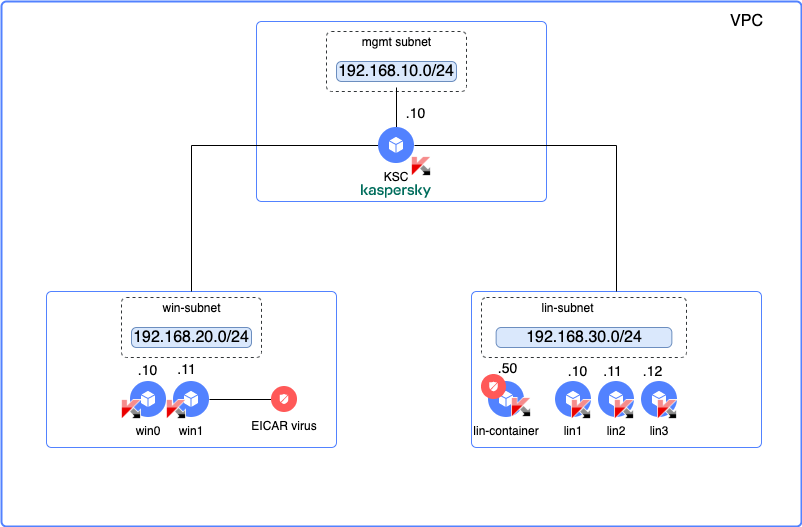 VPC
mgmt subnet
192.168.10.0/24
.10
KSC
kaspersky
win-subnet
192.168.20.0/24
.10
.11
win0
win1
EICAR virus
lin-subnet
192.168.30.0/24
.50
.10
.11
.12
lin-container
lin1
lin2
lin3